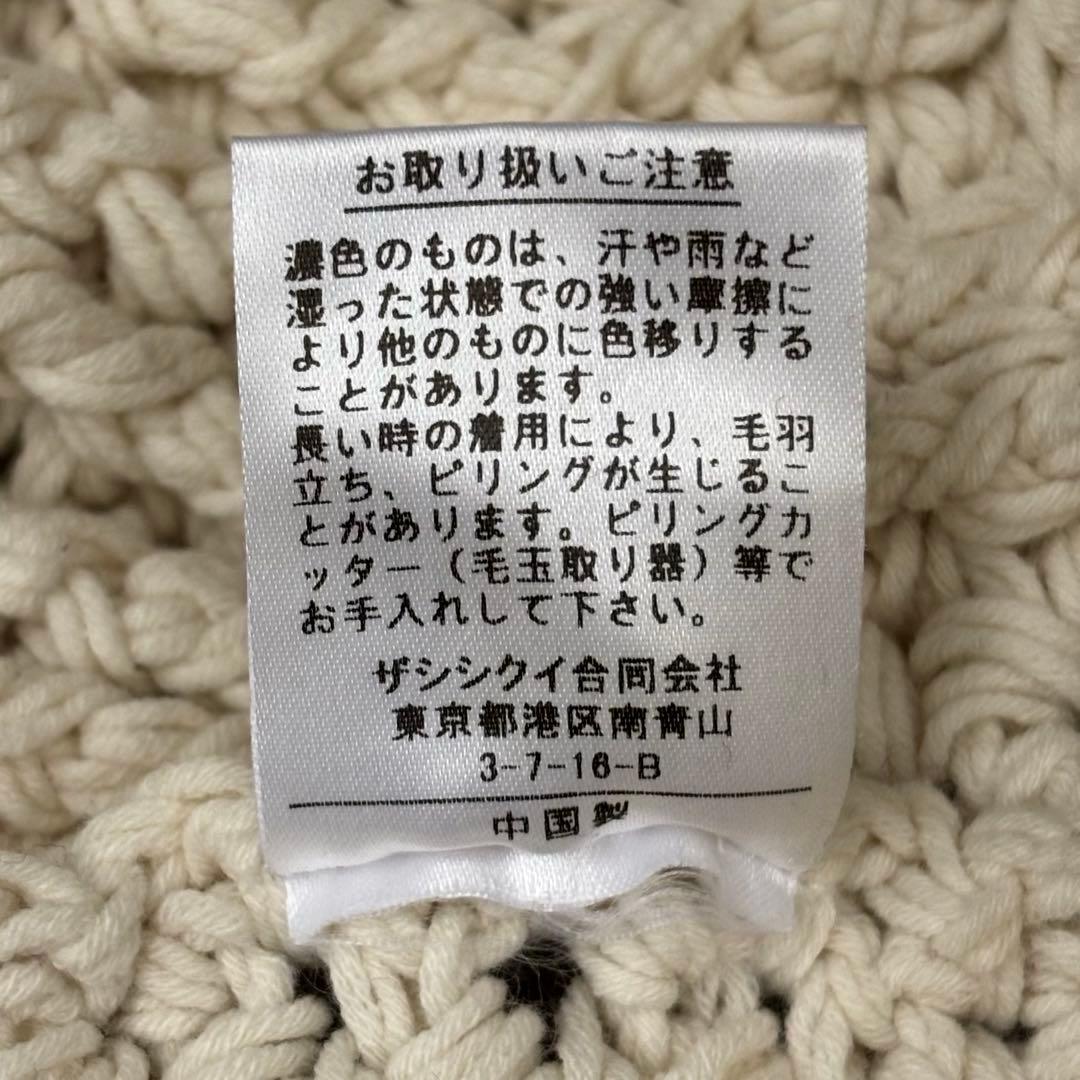 お取り扱いご注意
濃色のものは、汗や雨など
湿った状態での強い摩擦に
より他のものに色移りする
ことがあります。
長い時の着用により、毛羽
立ち、ピリングが生じるこ
とがあります。ピリングカ
ッター（毛玉取り器）等で
お手入れして下さい。
ザシシクイ合同会社
東京都港区南青山
3-7-16-B
中国製